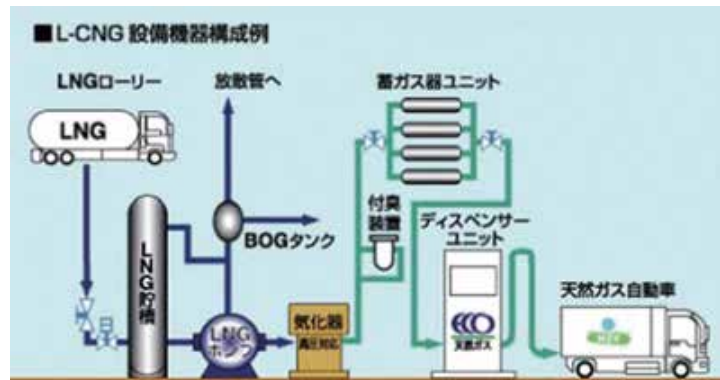 ■L-CNG 設備機器構成例
LNGローリー
放散管へ
蓄ガス器ユニット
LNG
LNG貯槽
BOGタンク
付臭
装置
ディスペンサー
ユニット
LNG
ポンプ
気化器
高圧対応
ECO
天然ガス
天然ガス自動車